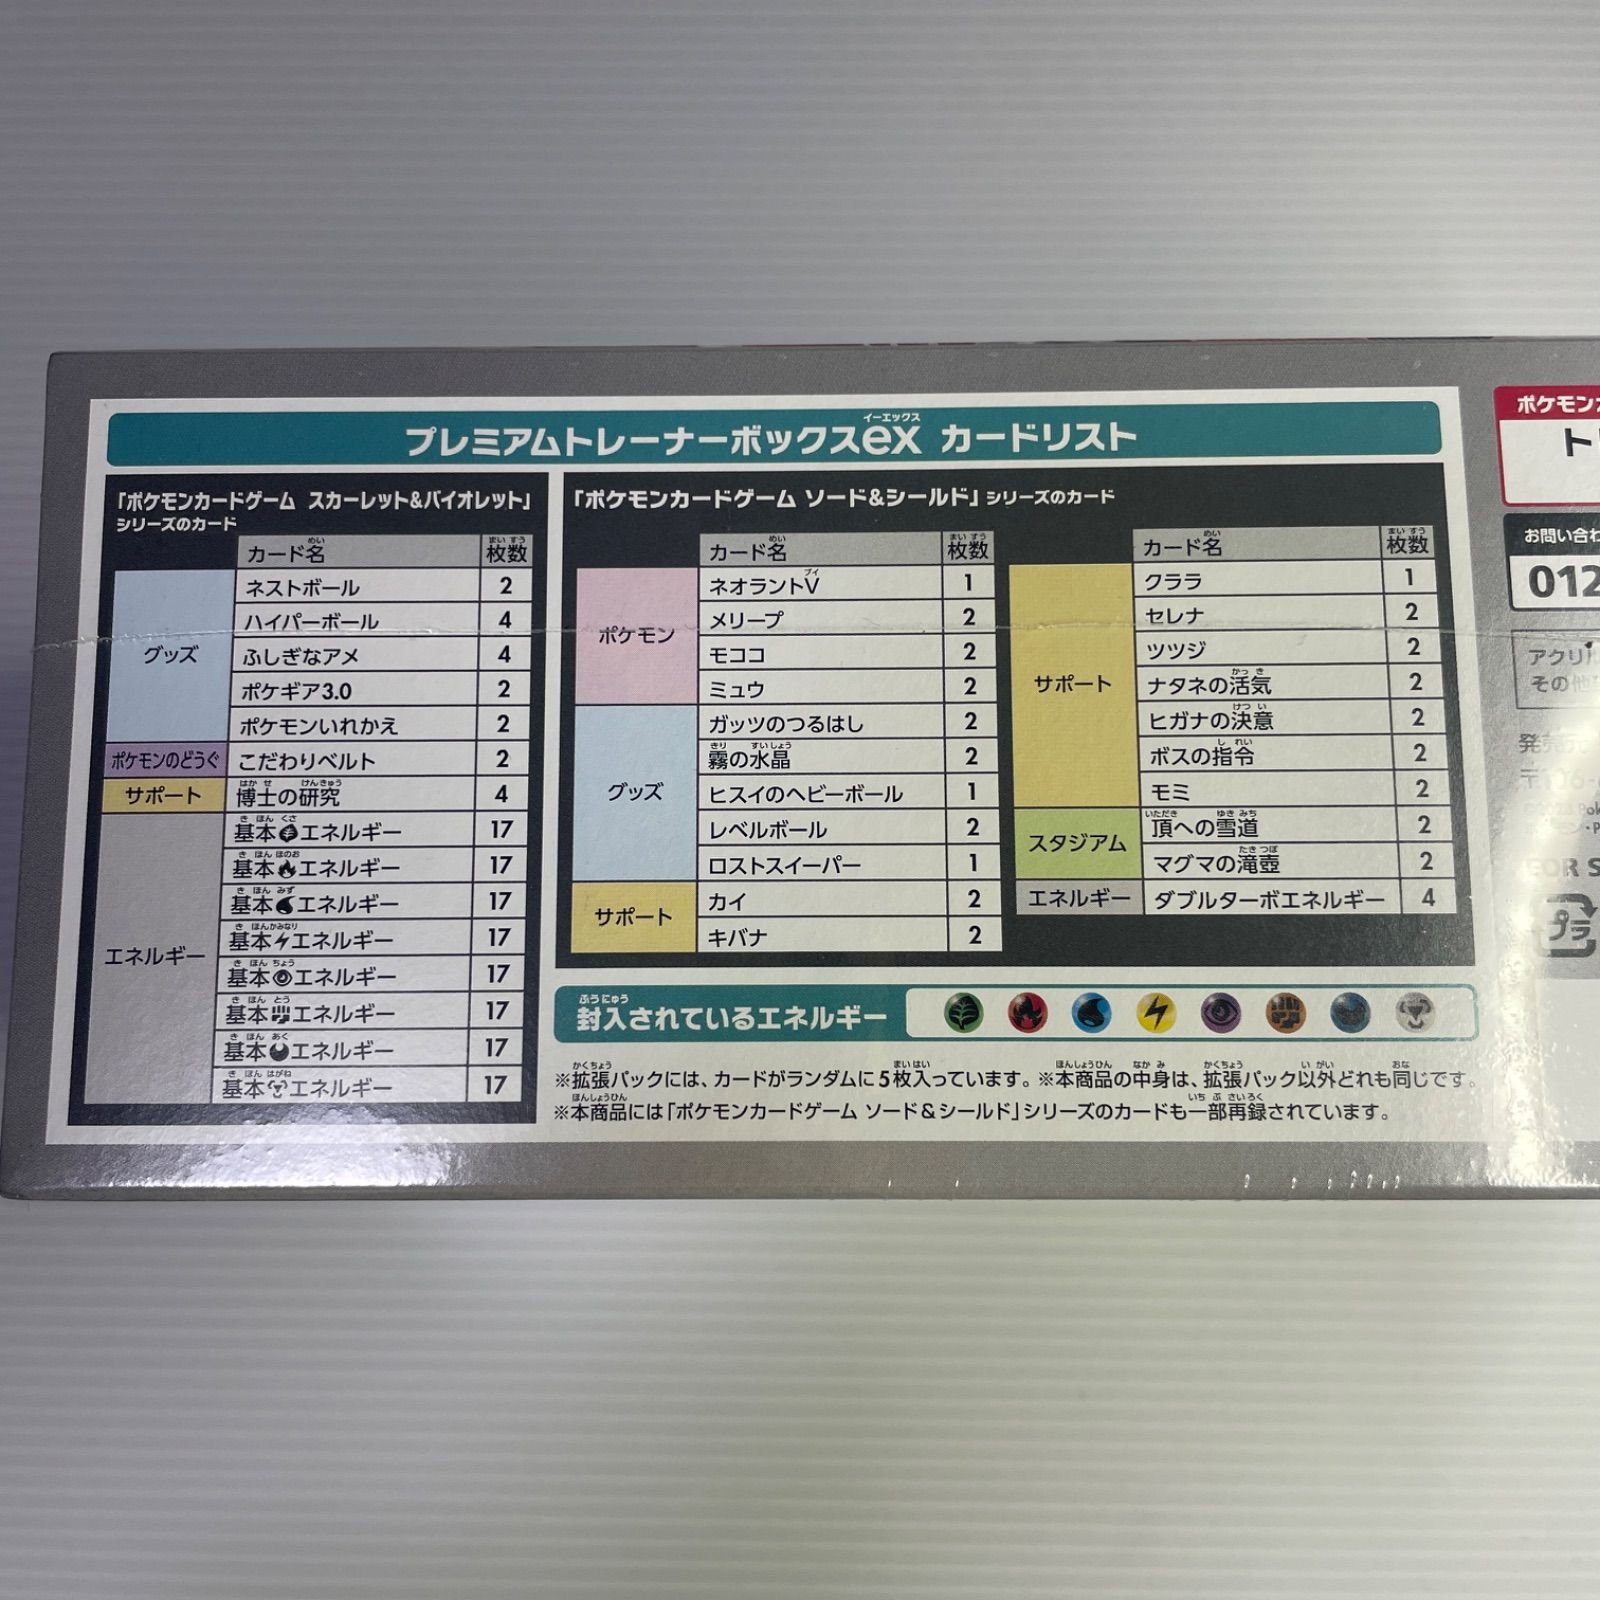 プレミアムトレーナーボックスex カードリスト
「ポケモンカードゲーム スカーレット&バイオレット」
シリーズのカード
カード名 枚数
グッズ
ネストボール 2
ハイパーボール 4
ふしぎなアメ 4
ポケギア3.0 2
ポケモンいれかえ 2
ポケモンのどうぐ こだわりベルト 2
サポート 博士の研究 4
エネルギー
基本エネルギー 17
基本エネルギー 17
基本エネルギー 17
基本エネルギー 17
基本エネルギー 17
基本エネルギー 17
基本エネルギー 17
基本エネルギー 17
「ポケモンカードゲーム ソード&シールド」シリーズのカード
カード名 枚数
ポケモン
ネオラントV 1
メリープ 2
モココ 2
ミュウ 2
グッズ
ガッツのつるはし 2
霧の水晶 2
ヒスイのヘビーボール 1
レベルボール 2
ロストスイーパー 1
サポート
カイ 2
キバナ 2
カード名 枚数
サポート
クララ 1
セレナ 2
ツツジ 2
ナタネの活気 2
ヒガナの決意 2
ボスの指令 2
モミ 2
スタジアム
頂への雪道 2
マグマの滝壺 2
エネルギー ダブルターボエネルギー 4
封入されているエネルギー
※拡張パックには、カードがランダムに5枚入っています。※本商品の中身は、拡張パック以外どれも同じです。
※本商品には「ポケモンカードゲーム ソード&シールド」シリーズのカードも一部再録されています。
ポケモン
お問い合わ
012
アクリ
その他
プラ